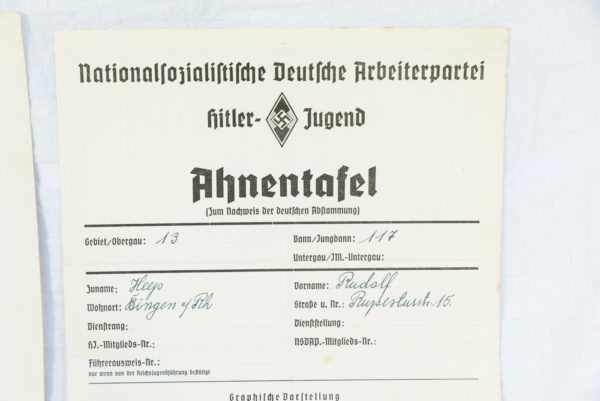 Nationalsozialistische Deutsche Arbeiterpartei
Hitler-Jugend
Ahnentafel
(Zum Nachweis der deutschen Abstammung)
Gebiet/Obergau: 13 Bann/Jungbann: 117
Untergau/JM.-Untergau:
Zuname: Heep Vorname: Rudolf
Wohnort: Bingen a/Rh Straße u. Nr.: Rupertusstr. 15.
Dienstrang: Dienststellung:
HJ.-Mitglieds-Nr.: NSDAP.-Mitglieds-Nr.:
Führerausweis-Nr.:
nur wenn von der Reichsjugendführung bestätigt
Graphische Darstellung